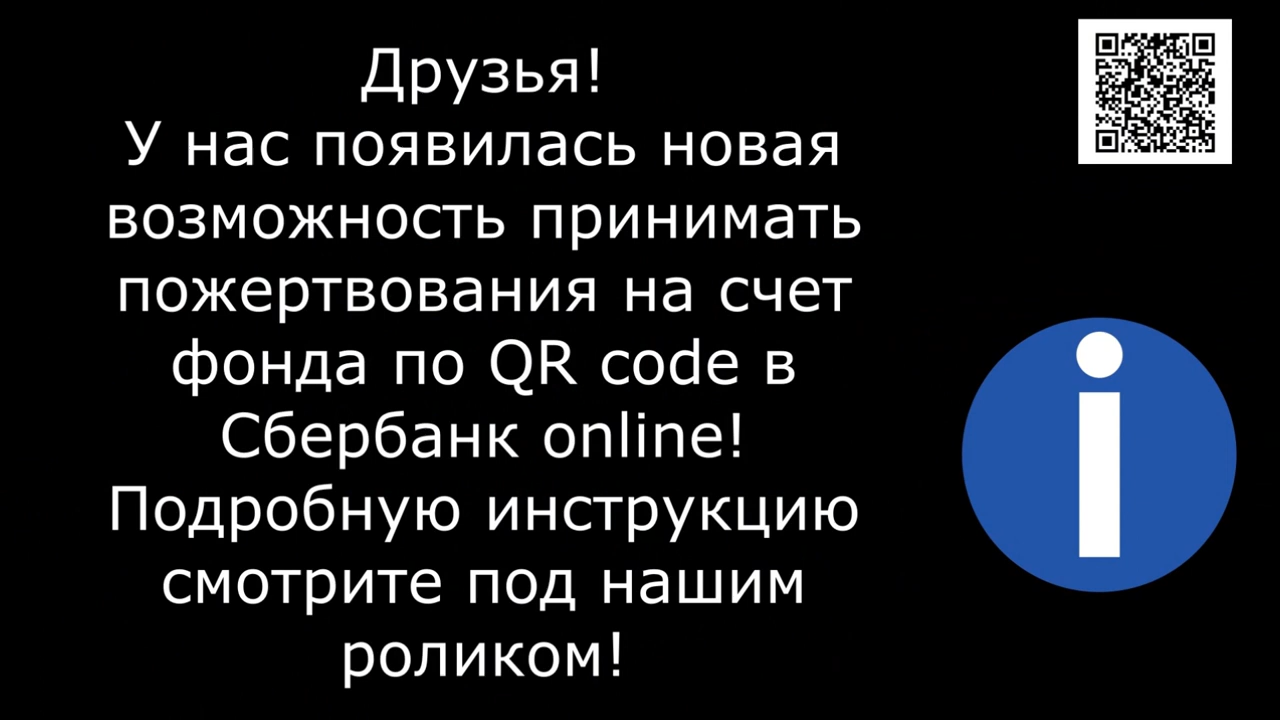 Друзья!
У нас появилась новая
возможность принимать
пожертвования на счет
фонда по QR code в
Сбербанк online!
Подробную инструкцию
смотрите под нашим
роликом!